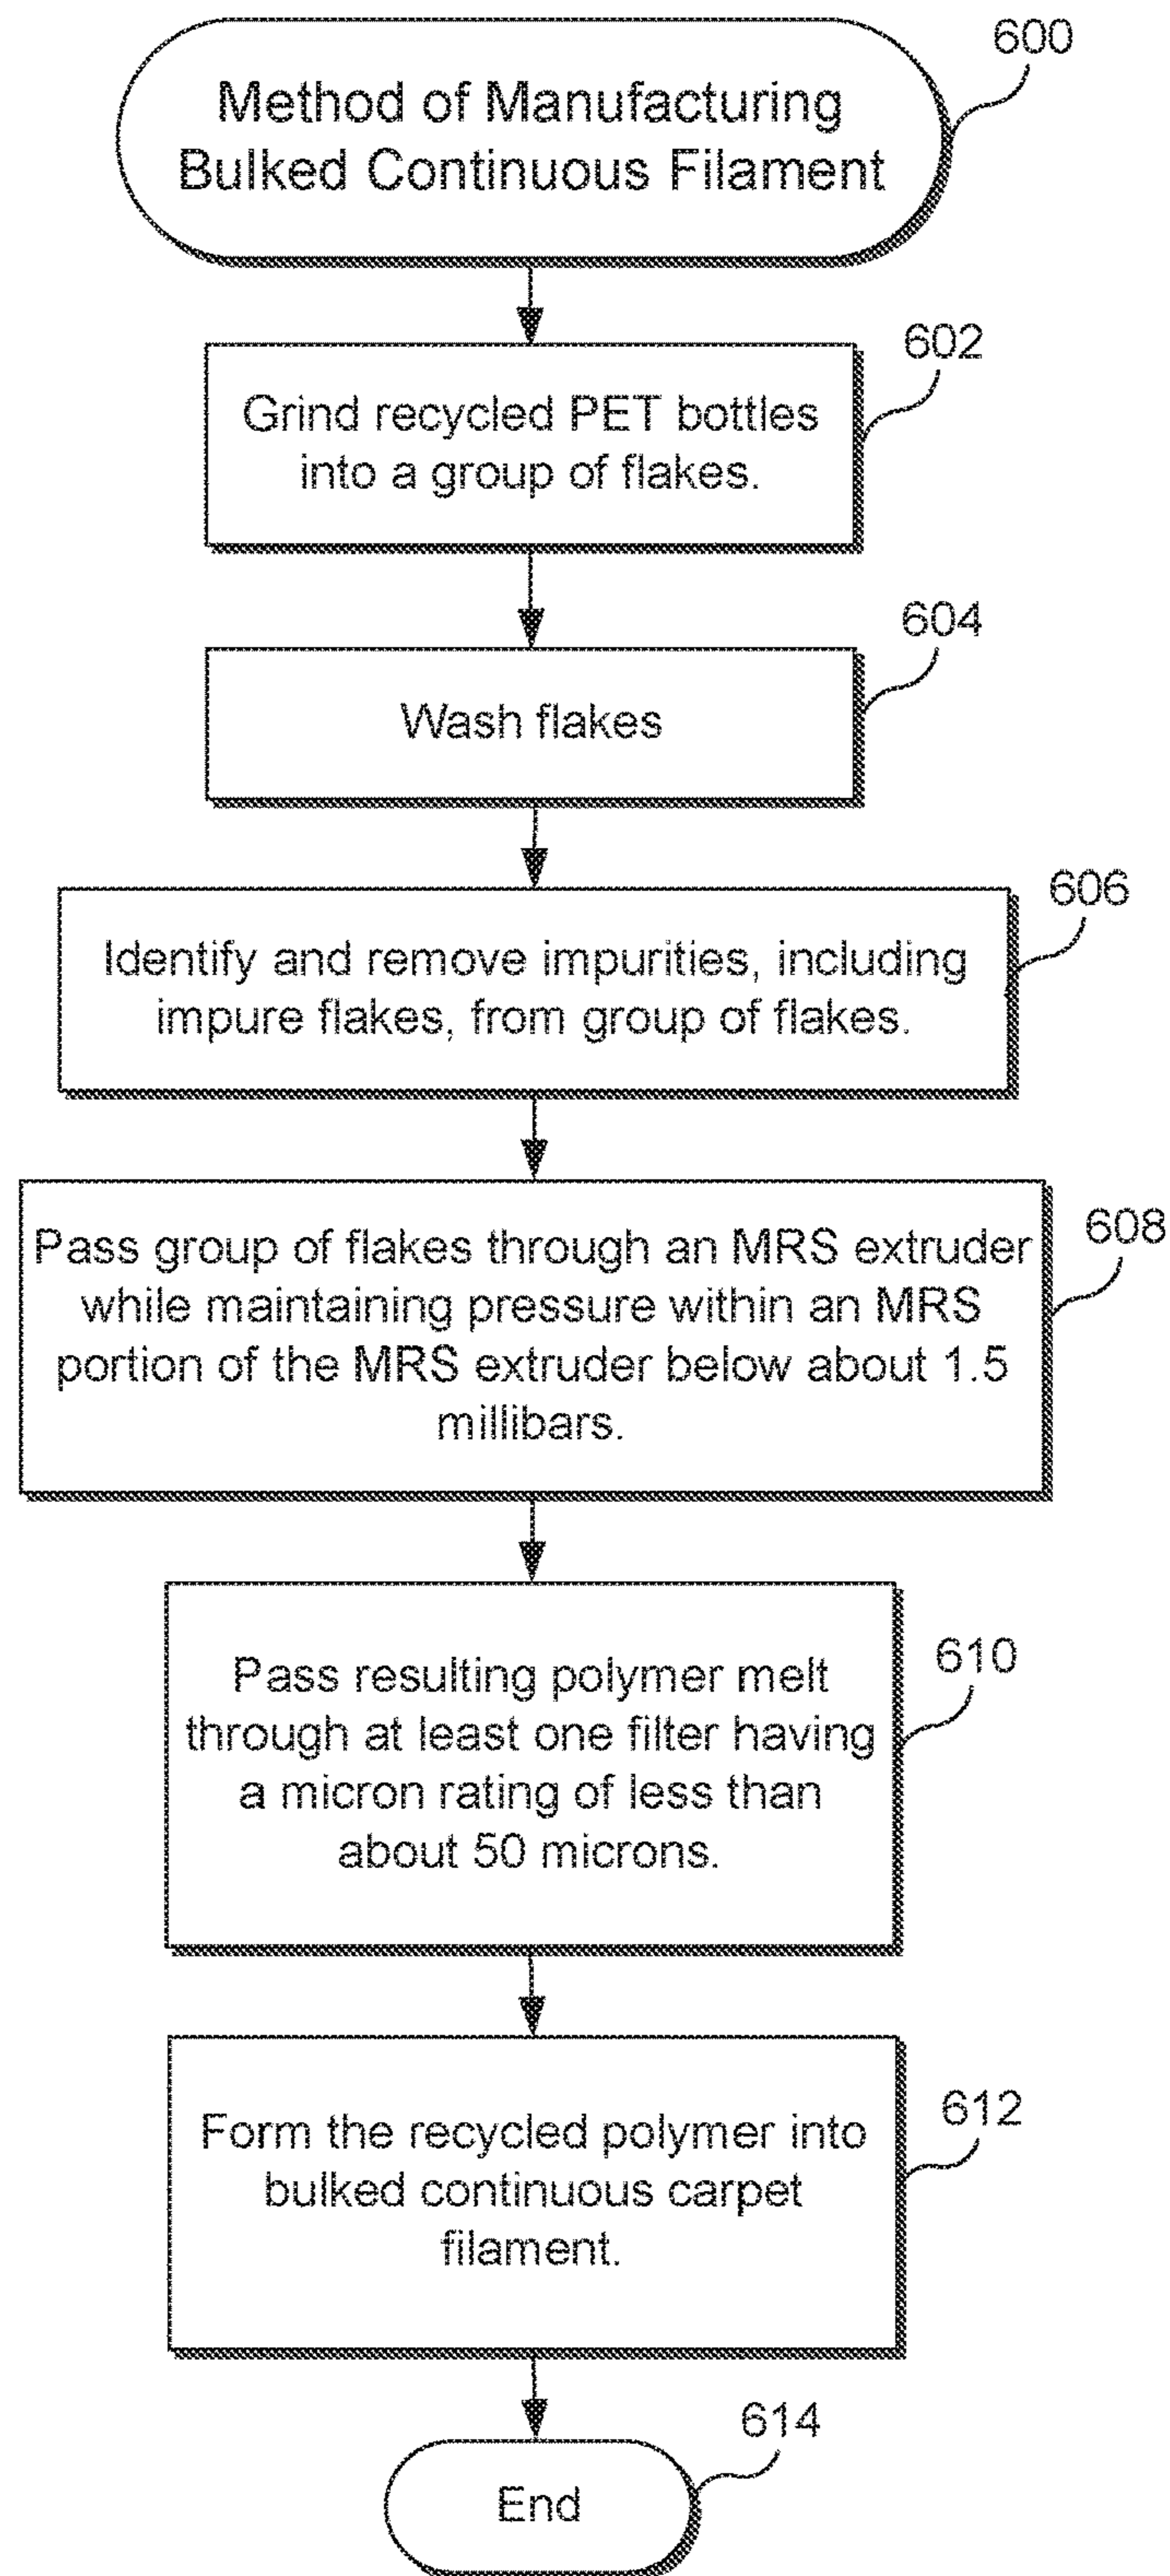 600
Method of Manufacturing
Bulked Continuous Filament
602
Grind recycled PET bottles
into a group of flakes.
604
Wash flakes
606
Identify and remove impurities, including
impure flakes, from group of flakes.
608
Pass group of flakes through an MRS extruder
while maintaining pressure within an MRS
portion of the MRS extruder below about 1.5
millibars.
610
Pass resulting polymer melt
through at least one filter having
a micron rating of less than
about 50 microns.
612
Form the recycled polymer into
bulked continuous carpet
filament.
614
End